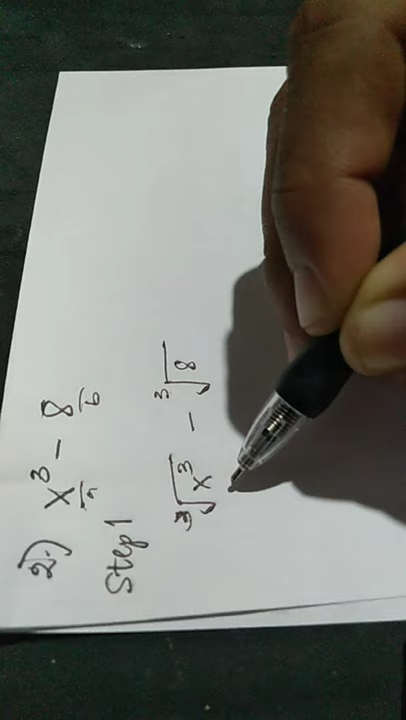 2.) x³ - 8
a b
Step 1
∛x³ - ∛8